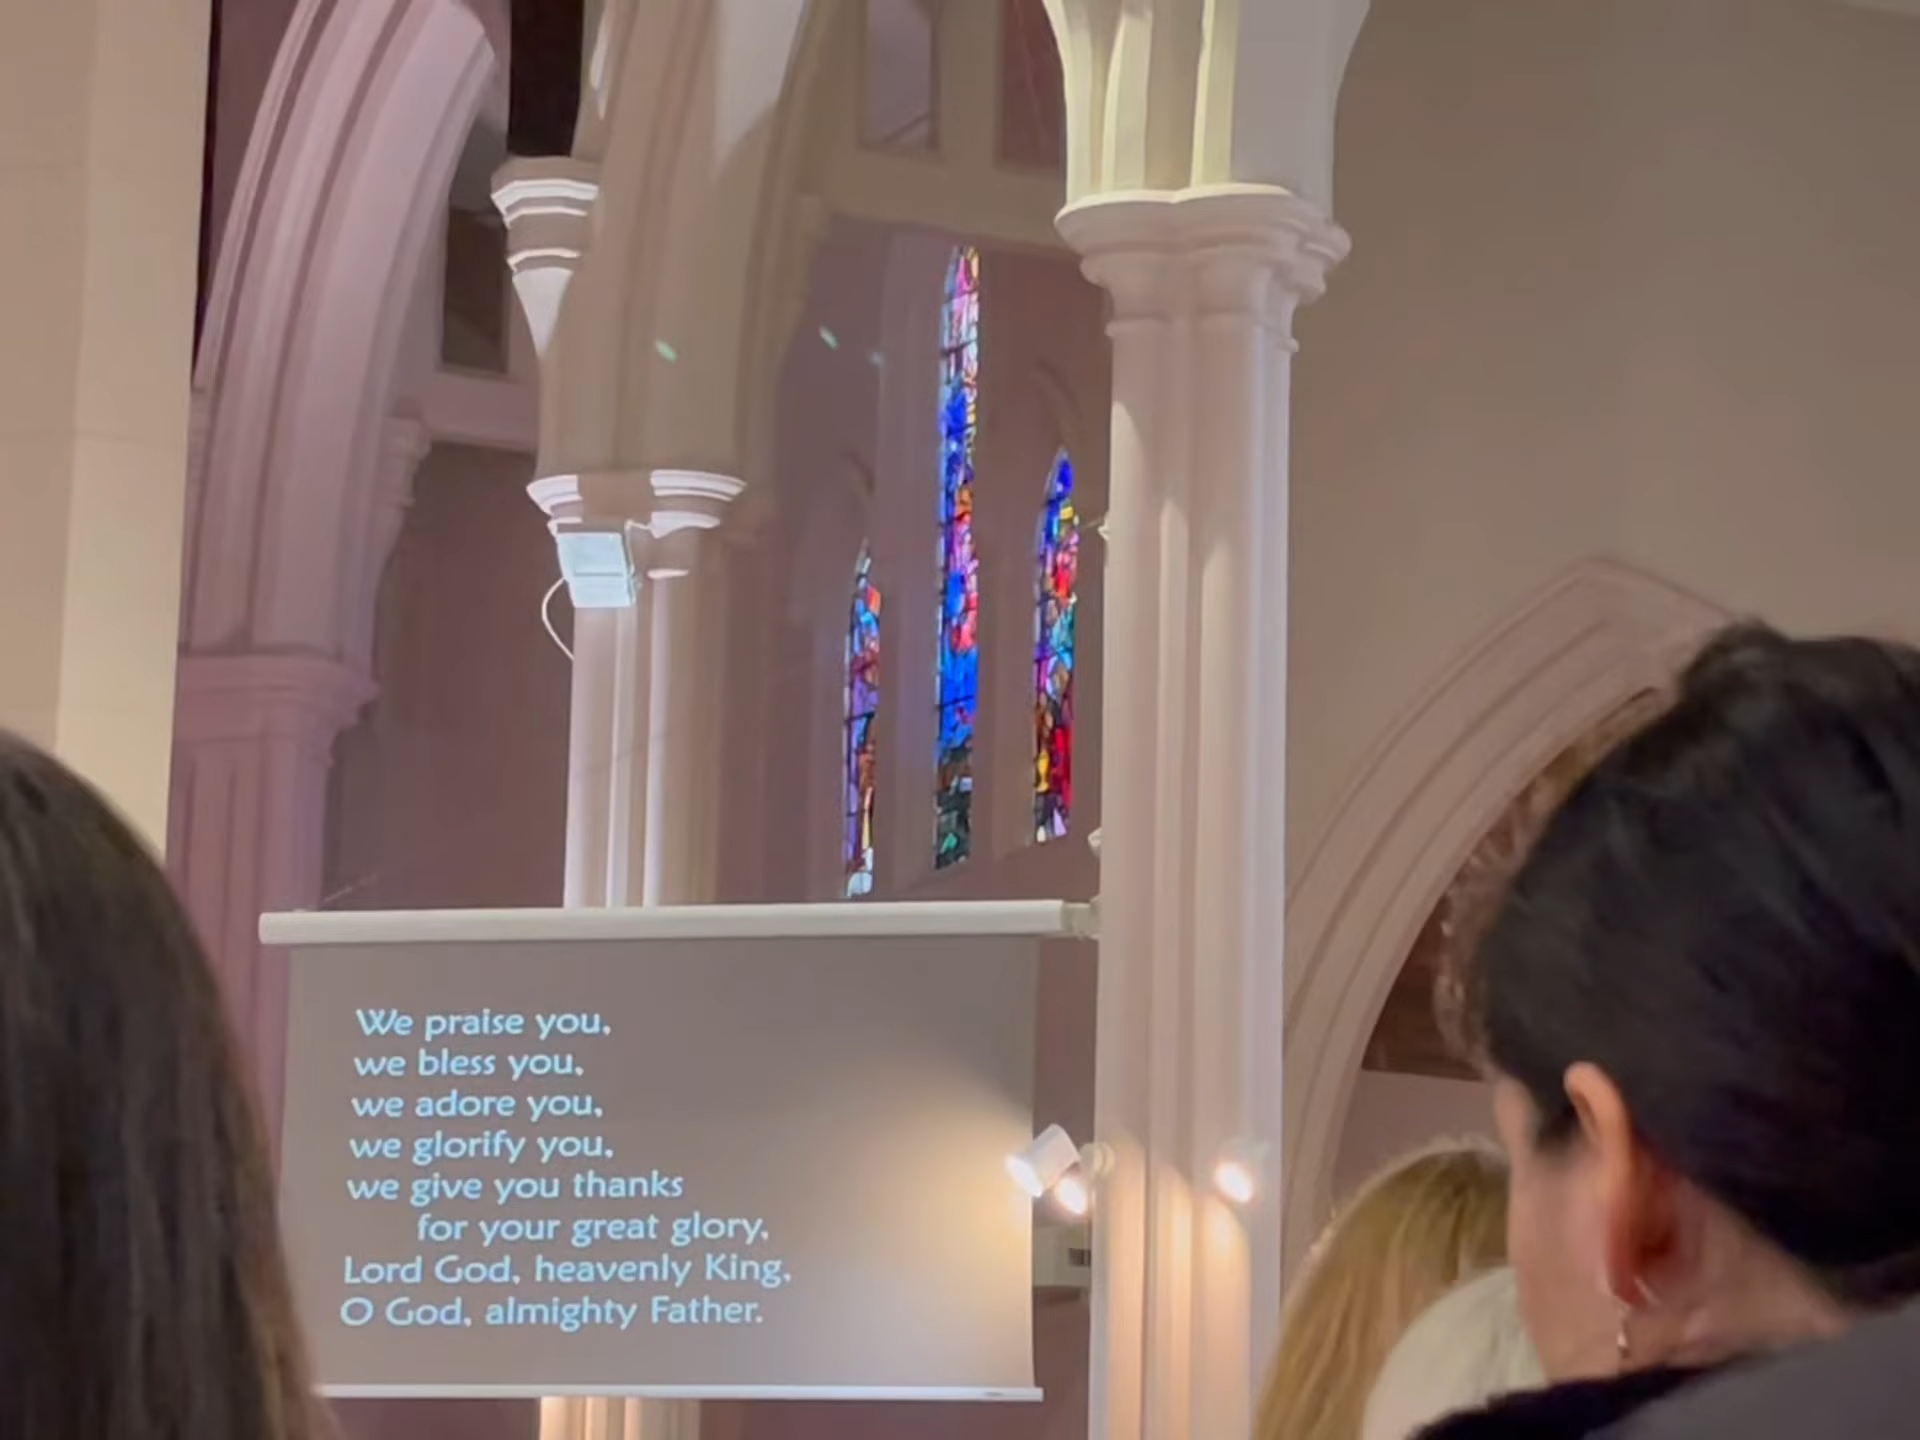 We praise you,
we bless you,
we adore you,
we glorify you,
we give you thanks
for your great glory,
Lord God, heavenly King,
O God, almighty Father.